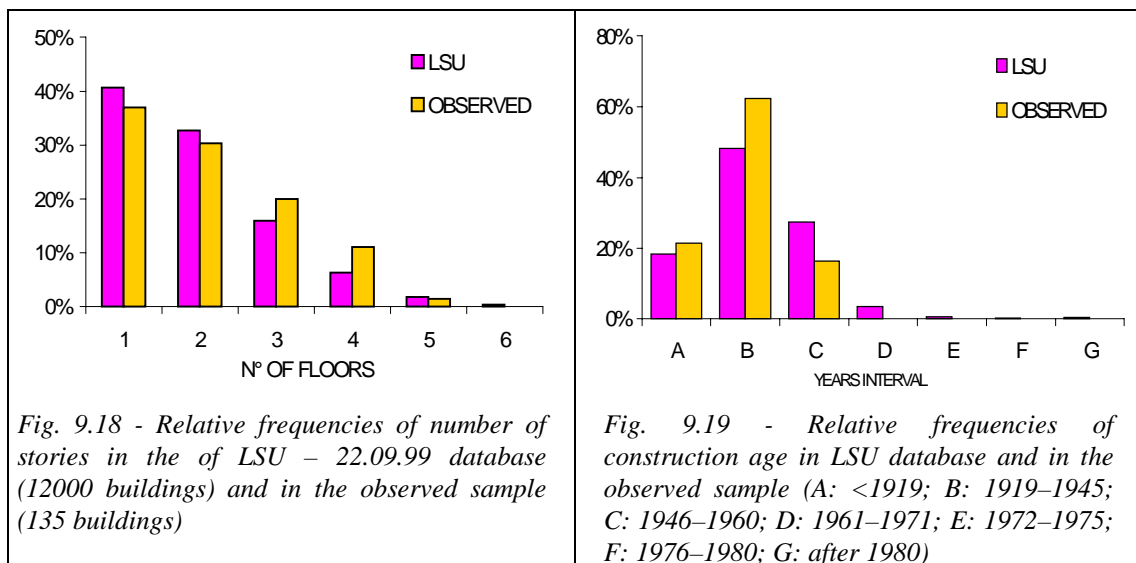 50%
40%
30%
20%
10%
0%
LSU
OBSERVED
1 2 3 4 5 6
N° OF FLOORS
Fig. 9.18 - Relative frequencies of number of
stories in the of LSU – 22.09.99 database
(12000 buildings) and in the observed sample
(135 buildings)
80%
60%
40%
20%
0%
LSU
OBSERVED
A B C D E F G
YEARS INTERVAL
Fig. 9.19 - Relative frequencies of
construction age in LSU database and in the
observed sample (A: <1919; B: 1919–1945;
C: 1946–1960; D: 1961–1971; E: 1972–1975;
F: 1976–1980; G: after 1980)